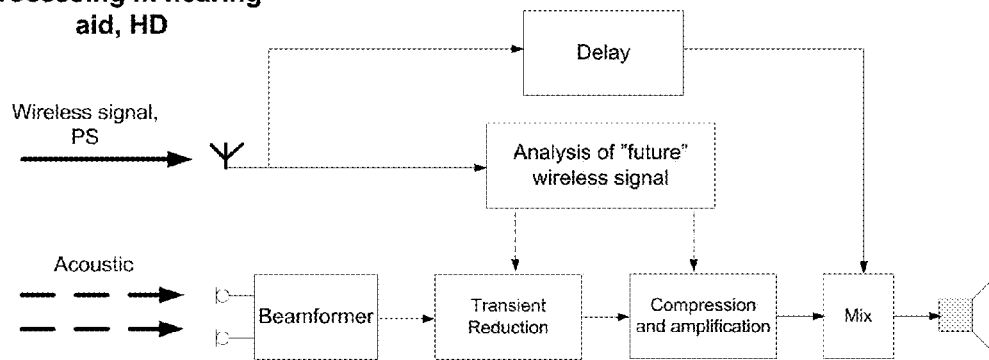 aid, HD
Delay
Wireless signal,
PS
Analysis of "future"
wireless signal
Acoustic
Beamformer
Transient
Reduction
Compression
and amplification
Mix